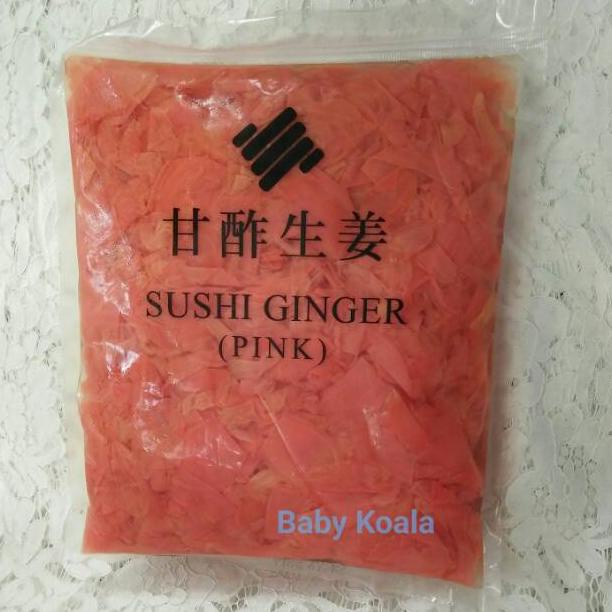 甘酢生姜
SUSHI GINGER
(PINK)
Baby Koala